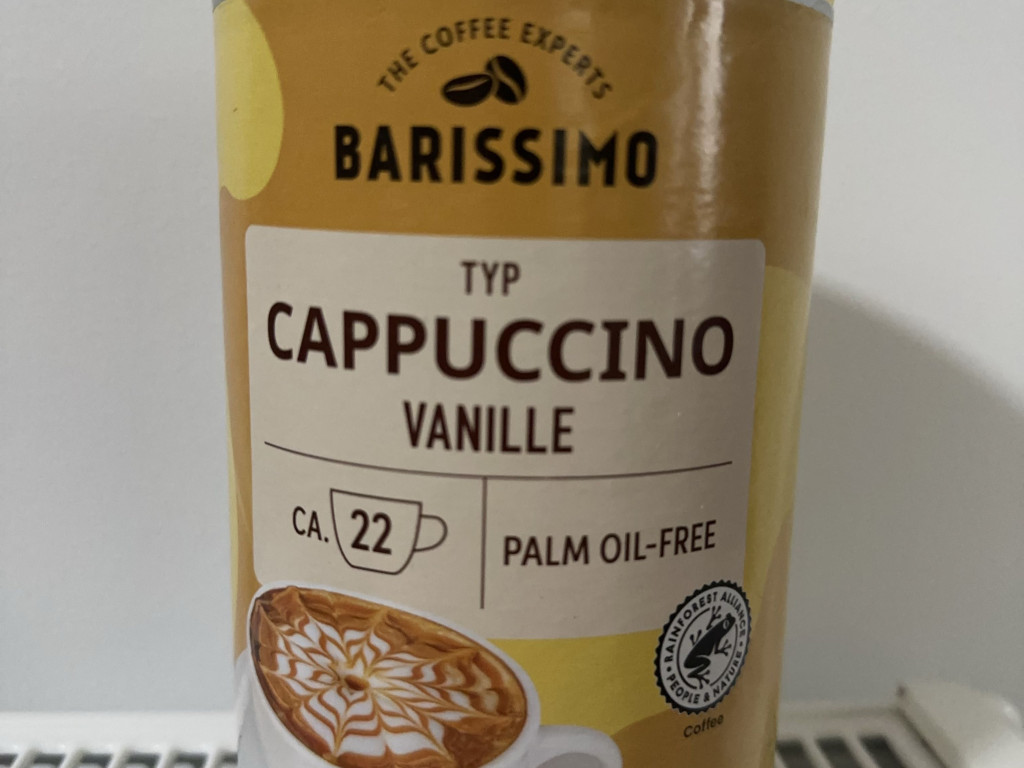 THE COFFEE EXPERTS
BARISSIMO
TYP
CAPPUCCINO
VANILLE
CA. 22
PALM OIL-FREE
RAINFOREST ALLIANCE
• PEOPLE & NATURE •
Coffee